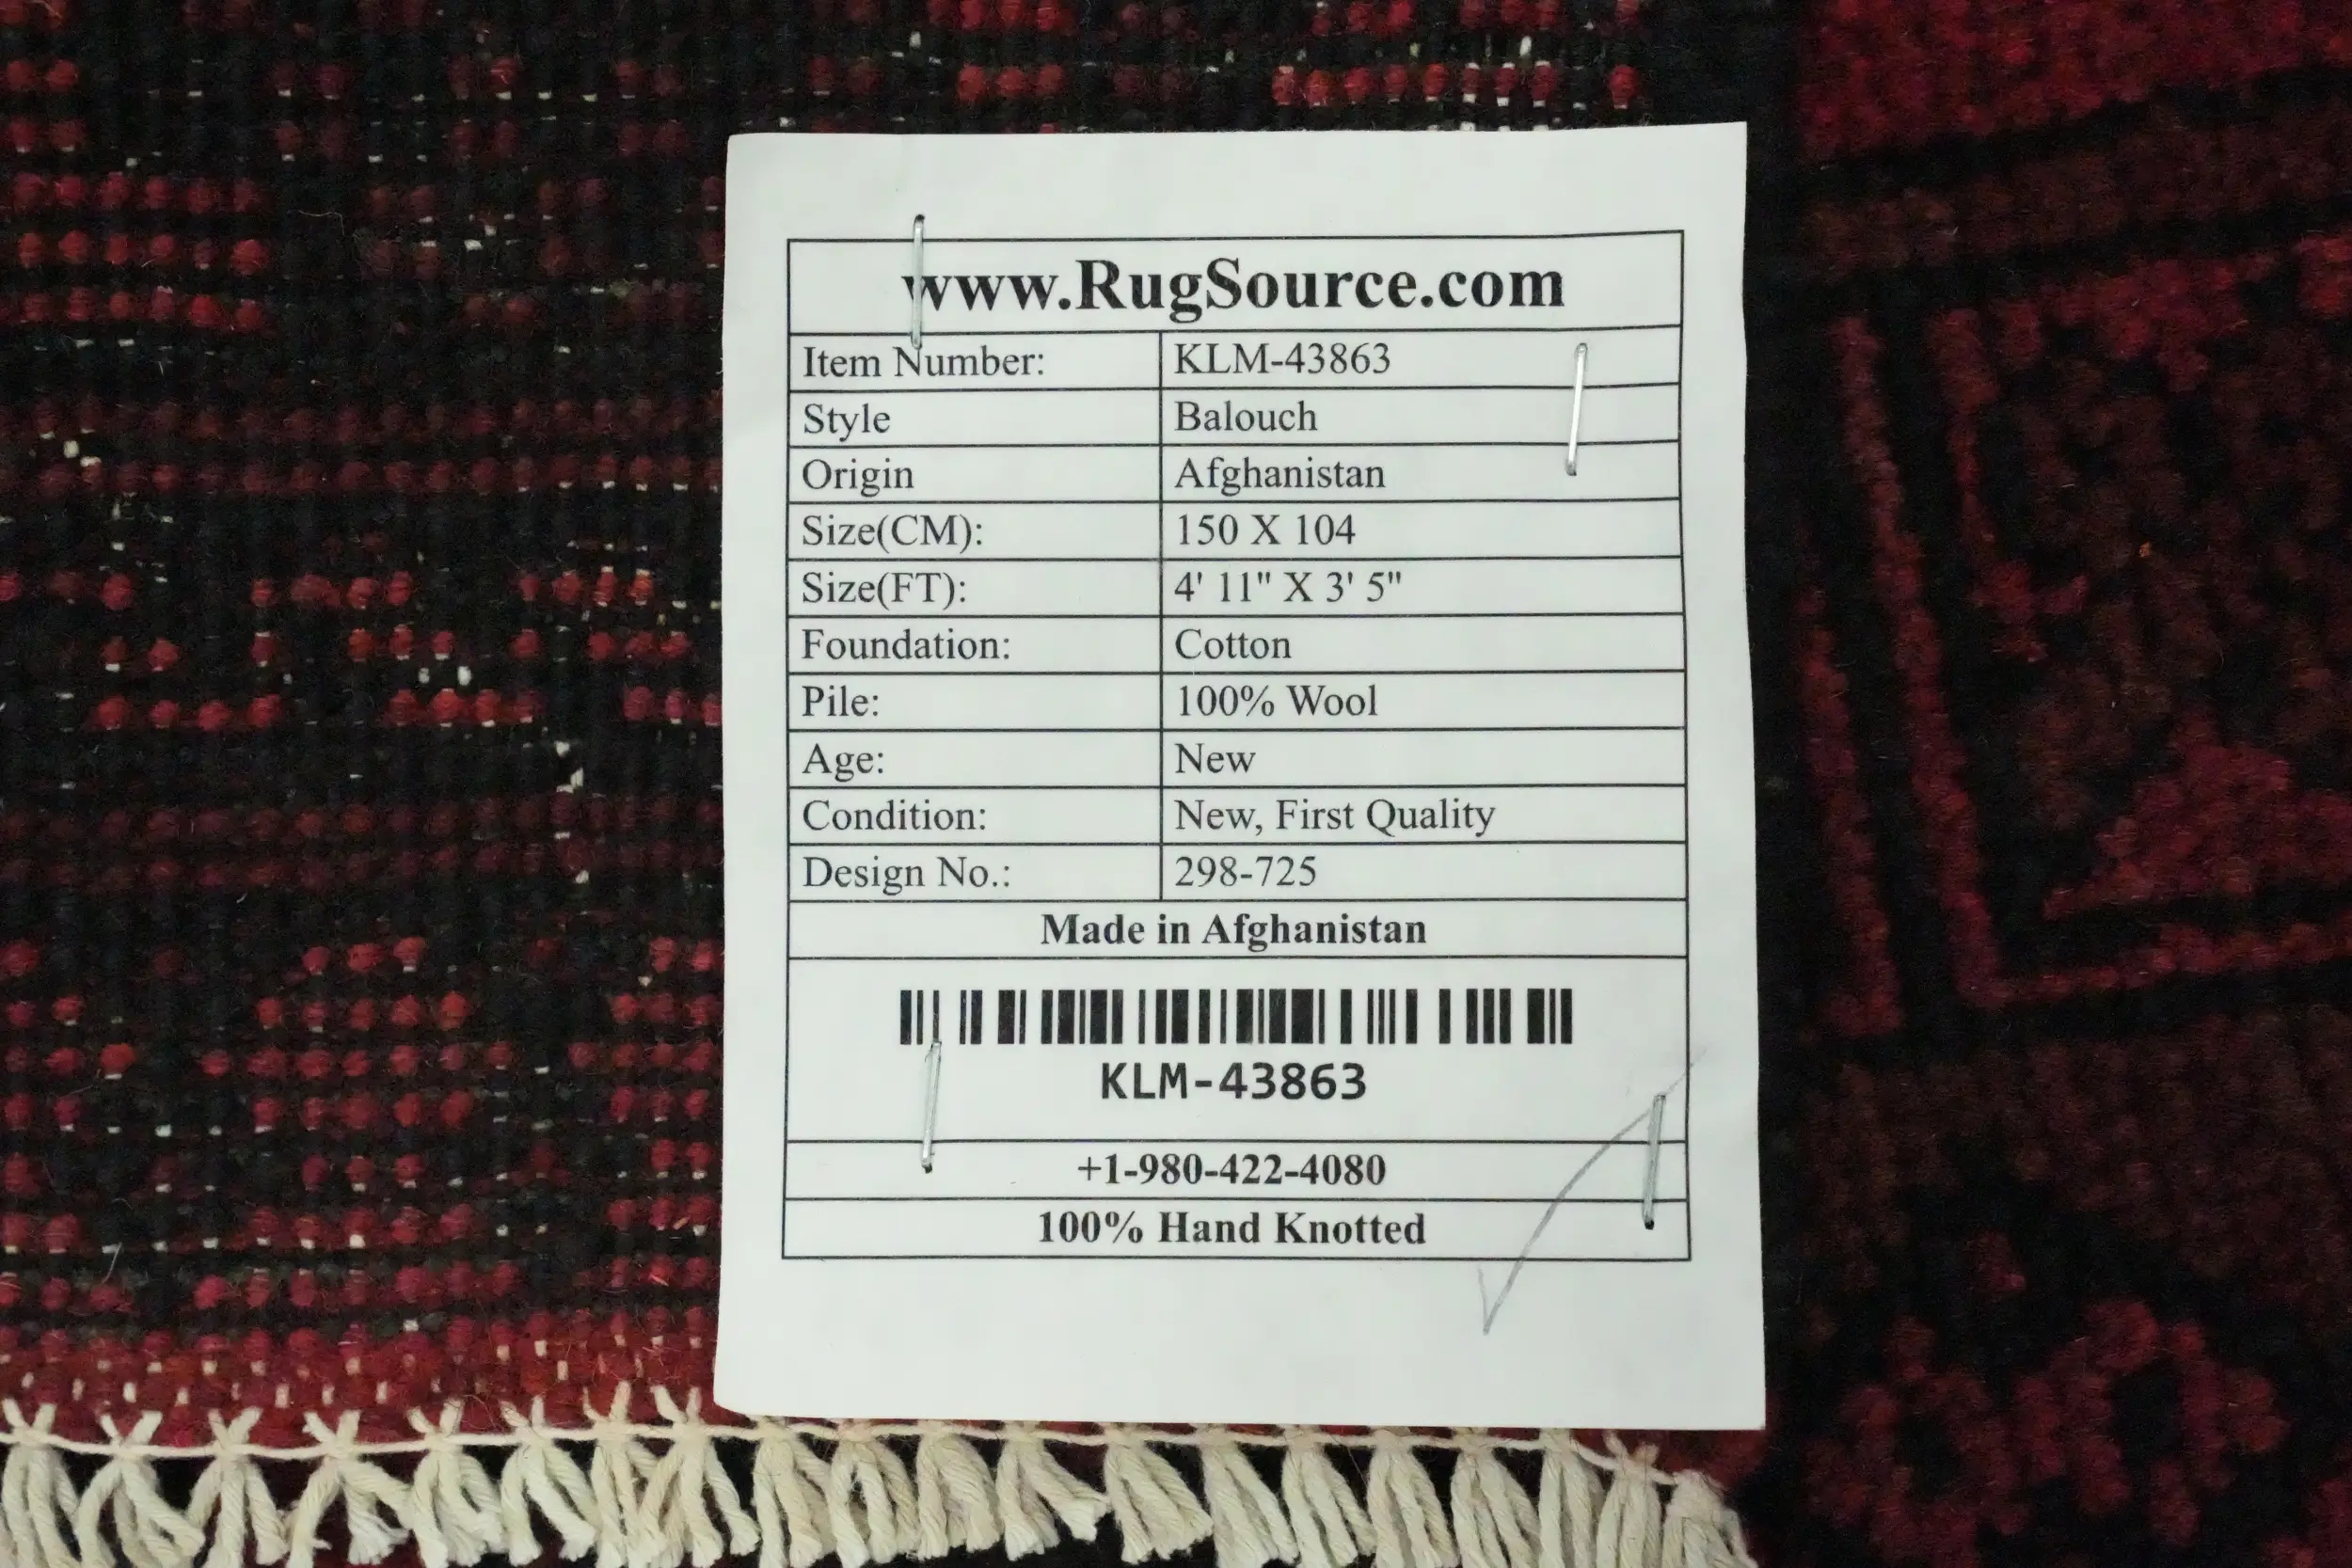 www.RugSource.com
Item Number: KLM-43863
Style Balouch
Origin Afghanistan
Size(CM): 150 X 104
Size(FT): 4' 11" X 3' 5"
Foundation: Cotton
Pile: 100% Wool
Age: New
Condition: New, First Quality
Design No.: 298-725
Made in Afghanistan
KLM-43863
+1-980-422-4080
100% Hand Knotted